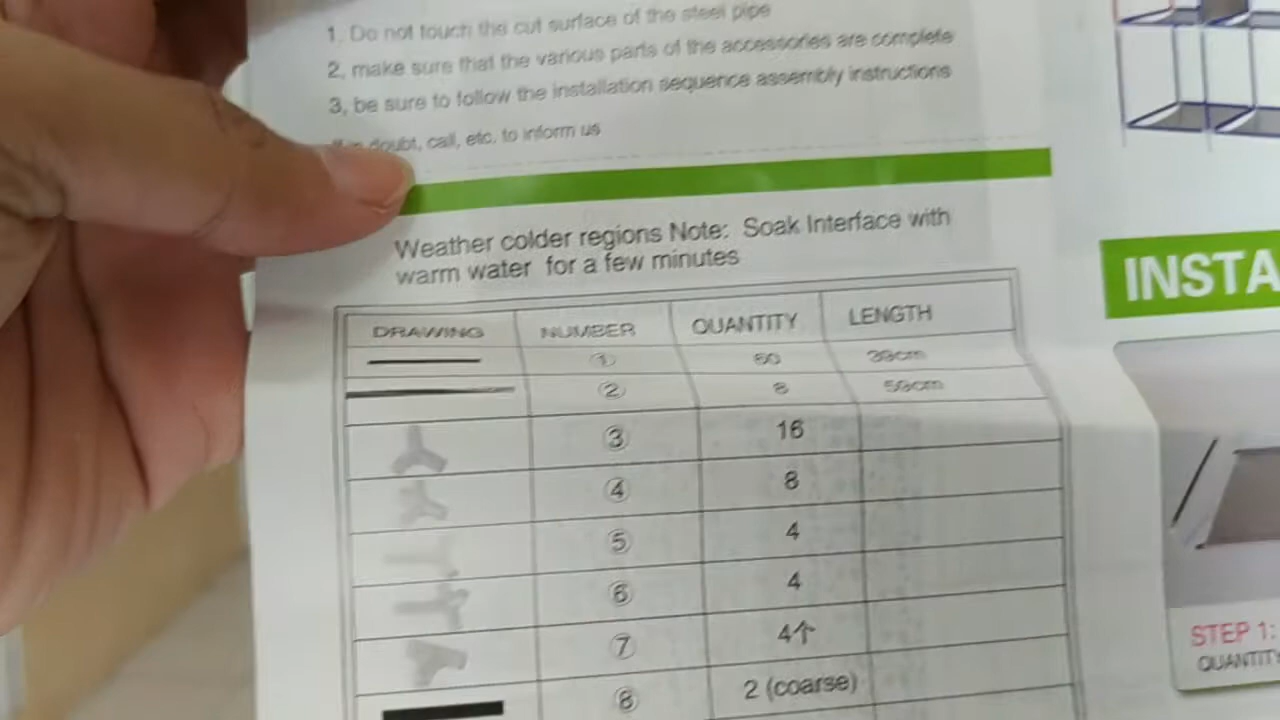 1. Do not touch the cut surface of the steel pipe
2, make sure that the various parts of the accessories are complete
3, be sure to follow the installation sequence assembly instructions
doubt, call, etc. to inform us
Weather colder regions Note: Soak Interface with
warm water for a few minutes
DRAWING NUMBER QUANTITY LENGTH
①
② 8
③ 16
④ 8
⑤ 4
⑥ 4
⑦ 4个
⑧ 2 (coarse)
INSTA
STEP 1:
QUANTITY